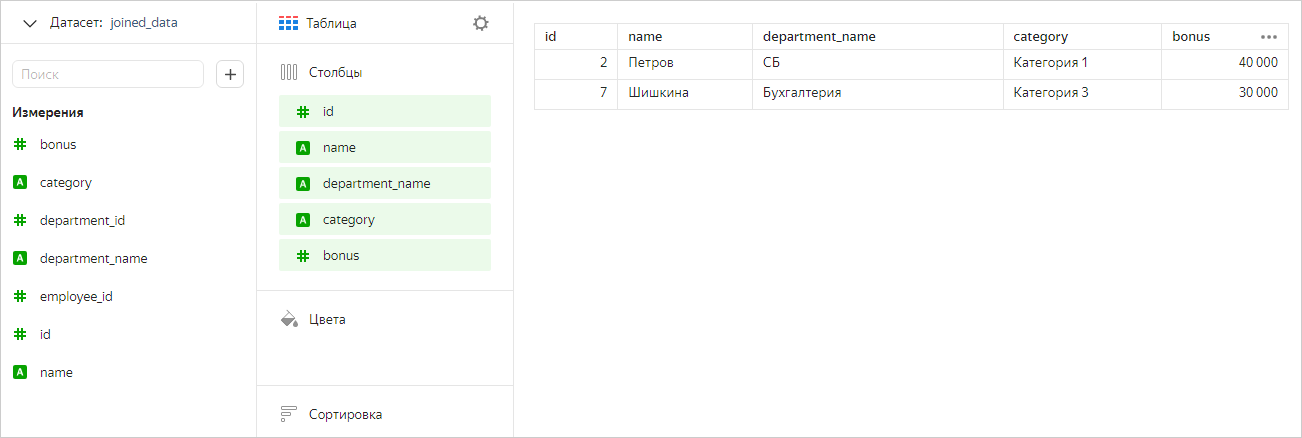 Датасет: joined_data
Поиск
+
Измерения
bonus
A category
department_id
A department_name
employee_id
id
A name
Таблица
Столбцы
id
A name
A department_name
A category
bonus
Цвета
Сортировка
id name department_name category bonus
2 Петров СБ Категория 1 40 000
7 Шишкина Бухгалтерия Категория 3 30 000